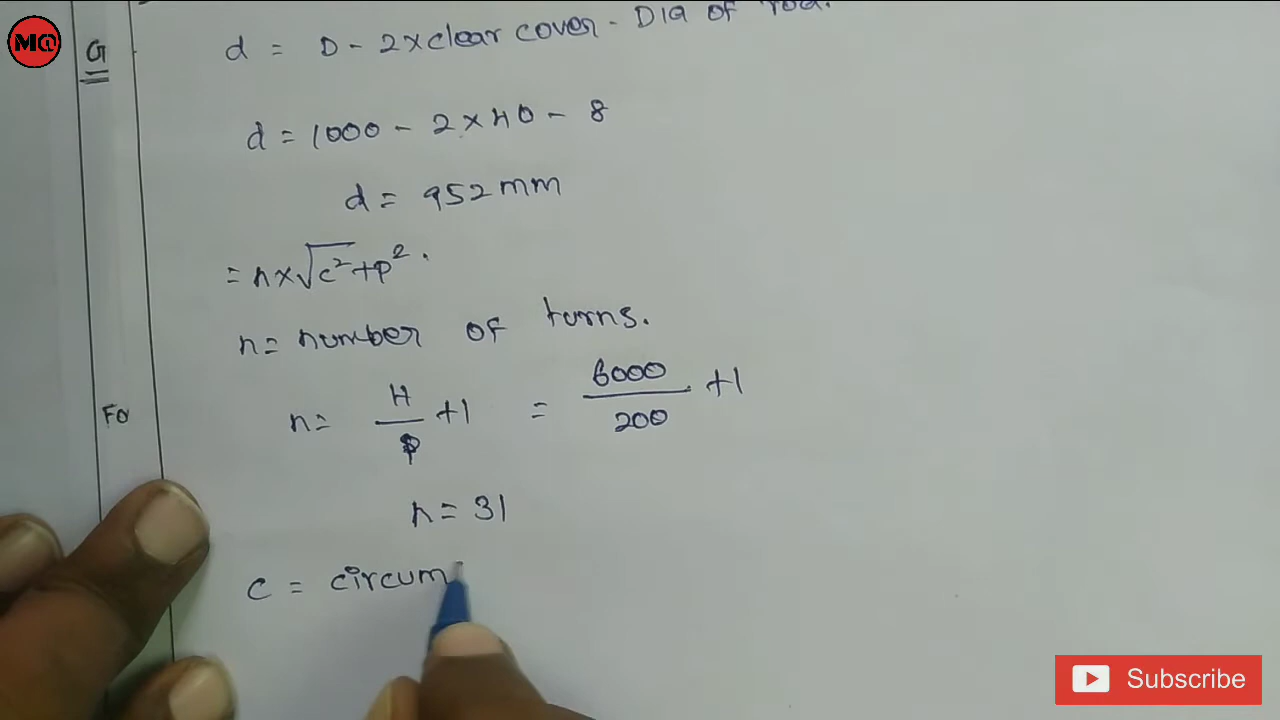 M@
G
d = D - 2 x clear cover - Dia of rod.
d = 1000 - 2 x 40 - 8
d = 952 mm
= n x √c² + p².
n = number of turns.
n = H/P + 1 = 6000/200 + 1
Fo
n = 31
c = circum
Subscribe